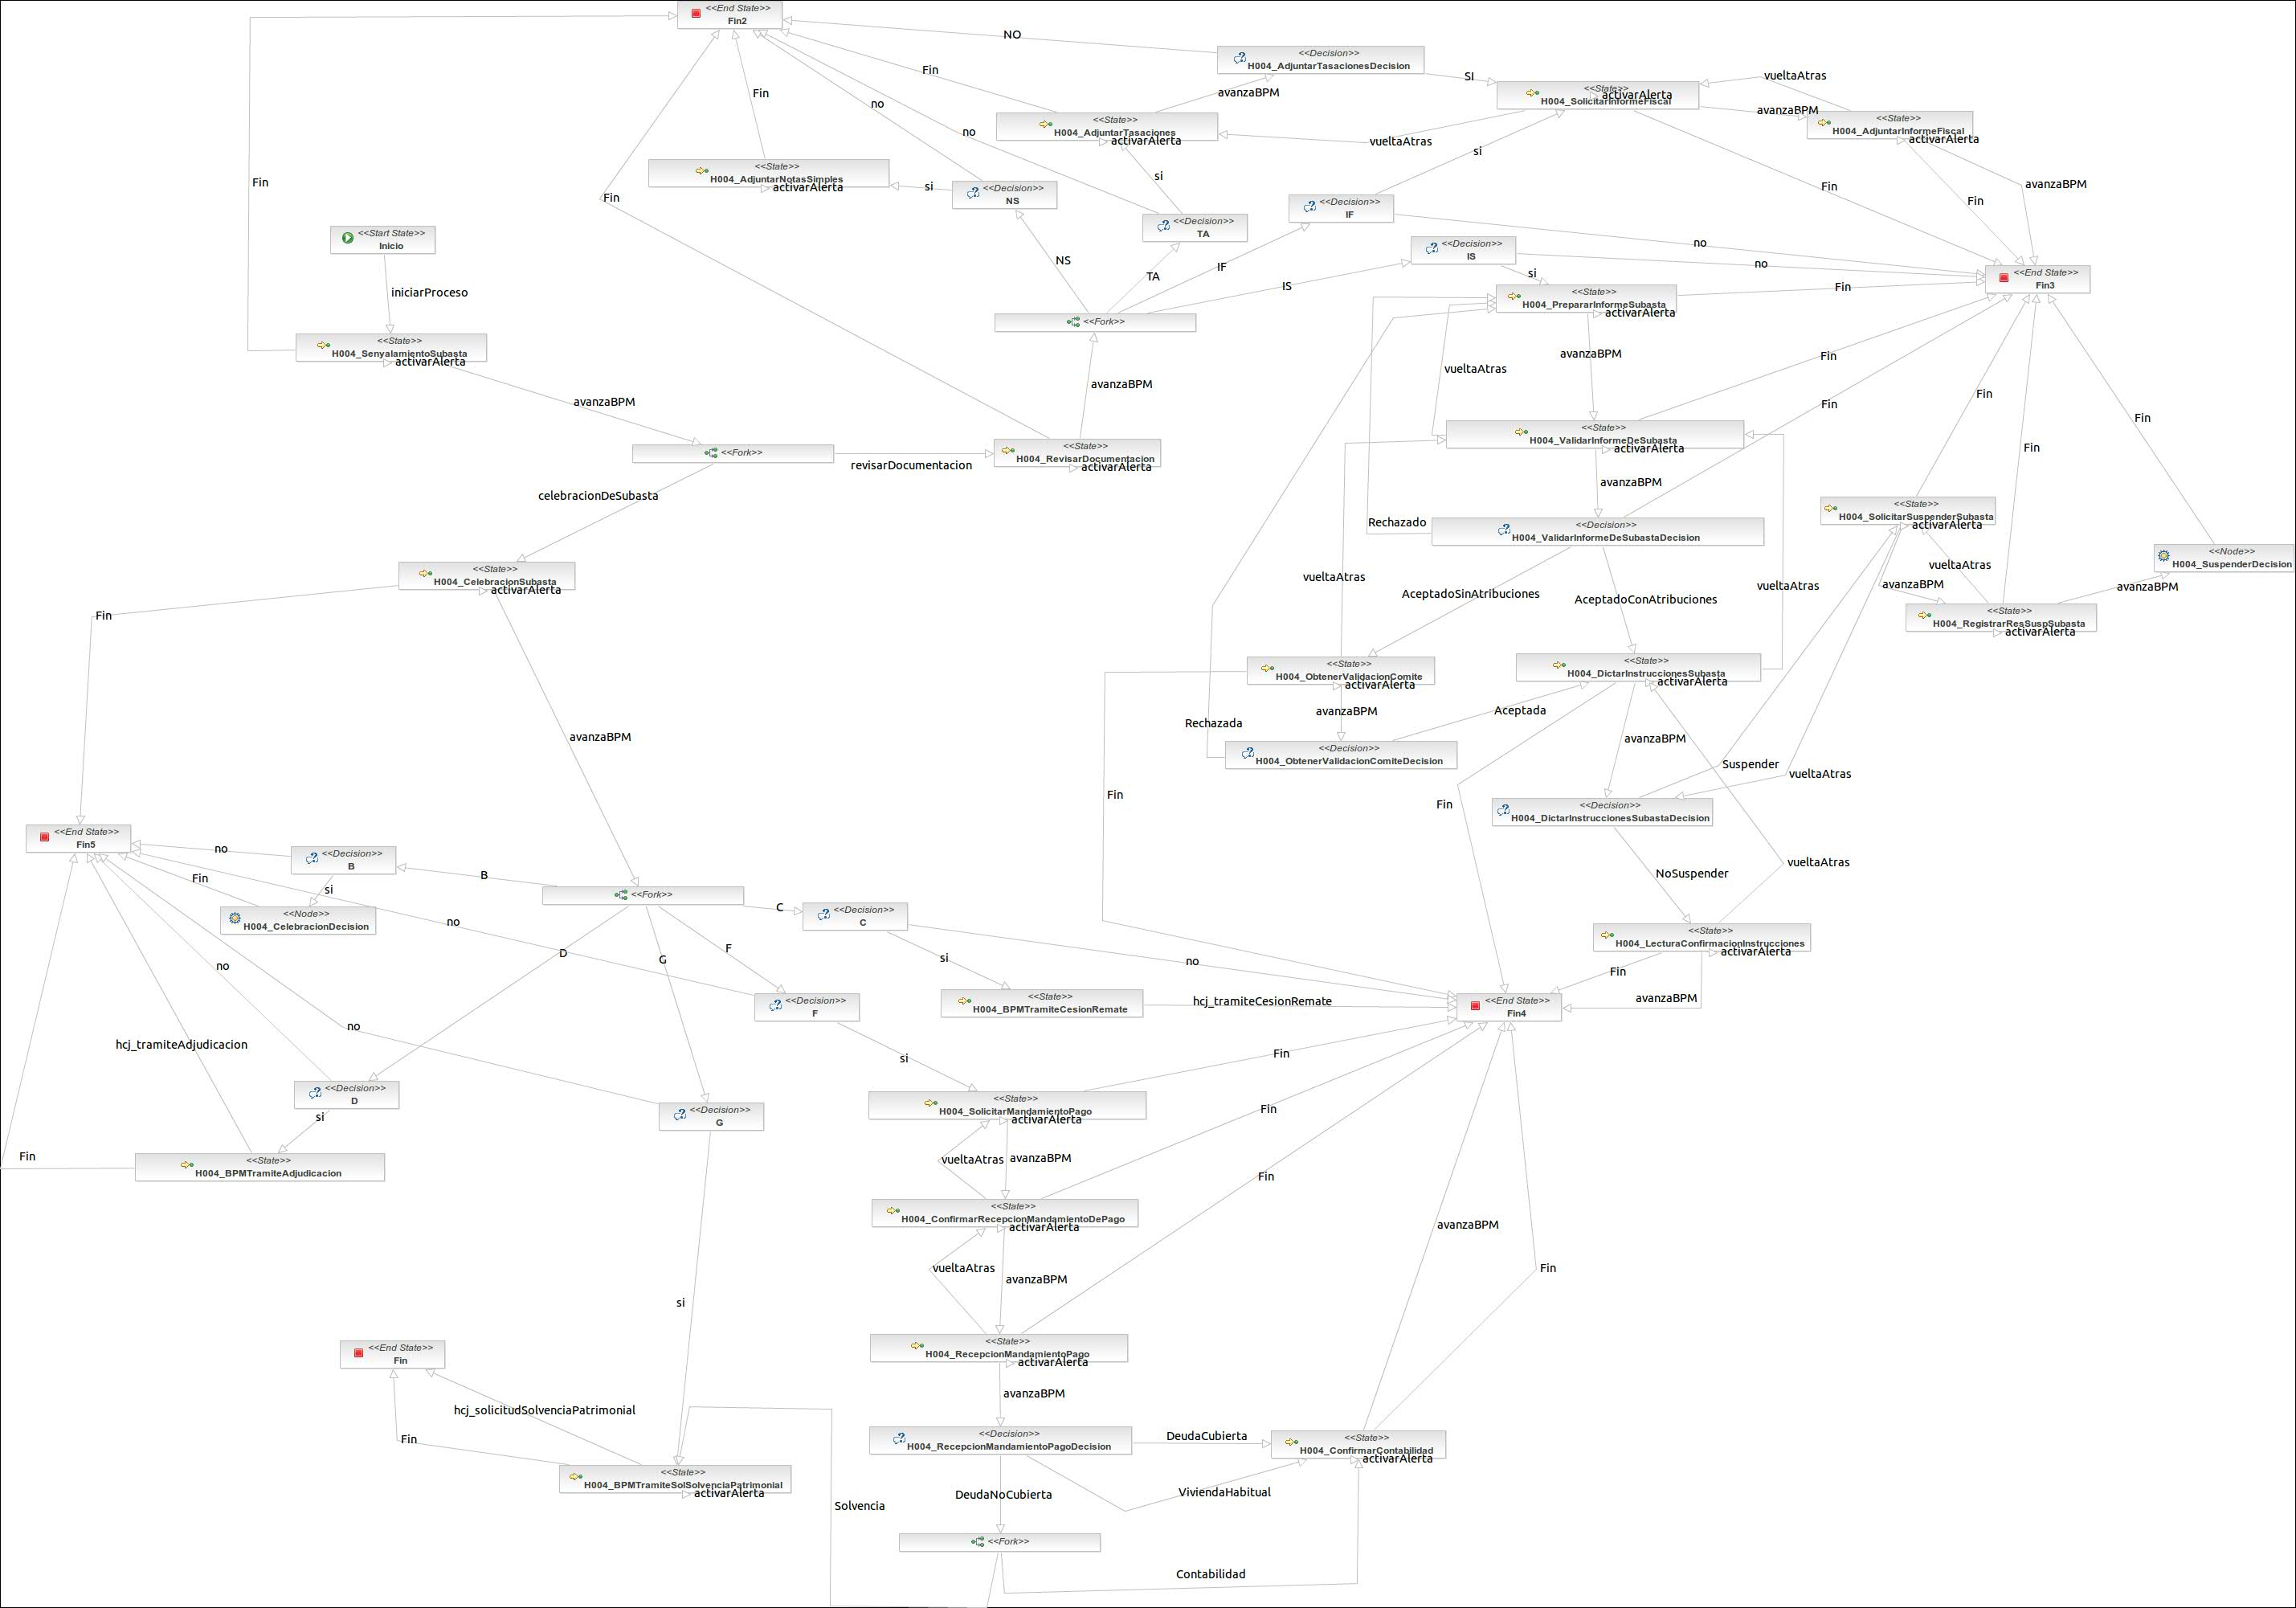 <<End State>>
Fin2
NO
<<Decision>>
H004_AdjuntarTasacionesDecision
SI
vueltaAtras
Fin
avanzaBPM
<<State>>
H004_SolicitarInformeFiscal
activarAlerta
avanzaBPM
Fin
no
<<State>>
H004_AdjuntarTasaciones
activarAlerta
<<State>>
H004_AdjuntarInformeFiscal
activarAlerta
no
vueltaAtras
si
<<State>>
H004_AdjuntarNotasSimples
activarAlerta
si
<<Decision>>
NS
si
Fin
avanzaBPM
Fin
Fin
Fin
<<Decision>>
IF
<<Decision>>
TA
<<Start State>>
Inicio
<<Decision>>
IS
no
no
NS
TA
IF
si
<<End State>>
Fin3
iniciarProceso
IS
<<State>>
H004_PrepararInformeSubasta
activarAlerta
Fin
<<Fork>>
<<State>>
H004_SenyalamientoSubasta
activarAlerta
avanzaBPM
Fin
vueltaAtras
avanzaBPM
avanzaBPM
Fin
Fin
Fin
<<State>>
H004_ValidarInformeDeSubasta
activarAlerta
Fin
<<Fork>>
revisarDocumentacion
<<State>>
H004_RevisarDocumentacion
activarAlerta
avanzaBPM
celebracionDeSubasta
<<State>>
H004_SolicitarSuspenderSubasta
activarAlerta
Rechazado
<<Decision>>
H004_ValidarInformeDeSubastaDecision
<<Node>>
H004_SuspenderDecision
<<State>>
H004_CelebracionSubasta
activarAlerta
vueltaAtras
vueltaAtras
vueltaAtras
avanzaBPM
avanzaBPM
AceptadoSinAtribuciones
AceptadoConAtribuciones
Fin
<<State>>
H004_RegistrarResSuspSubasta
activarAlerta
<<State>>
H004_ObtenerValidacionComite
activarAlerta
<<State>>
H004_DictarInstruccionesSubasta
activarAlerta
avanzaBPM
Aceptada
Rechazada
avanzaBPM
avanzaBPM
<<Decision>>
H004_ObtenerValidacionComiteDecision
Suspender
vueltaAtras
Fin
Fin
<<Decision>>
H004_DictarInstruccionesSubastaDecision
<<End State>>
Fin5
no
<<Decision>>
B
vueltaAtras
Fin
si
B
NoSuspender
<<Fork>>
C
<<Node>>
H004_CelebracionDecision
no
<<Decision>>
C
<<State>>
H004_LecturaConfirmacionInstrucciones
activarAlerta
D
G
F
si
no
no
Fin
<<Decision>>
F
<<State>>
H004_BPMTramiteCesionRemate
hcj_tramiteCesionRemate
<<End State>>
Fin4
avanzaBPM
no
hcj_tramiteAdjudicacion
si
Fin
<<Decision>>
D
<<Decision>>
G
<<State>>
H004_SolicitarMandamientoPago
activarAlerta
Fin
si
Fin
<<State>>
H004_BPMTramiteAdjudicacion
vueltaAtras
avanzaBPM
Fin
<<State>>
H004_ConfirmarRecepcionMandamientoDePago
activarAlerta
avanzaBPM
vueltaAtras
avanzaBPM
Fin
si
<<End State>>
Fin
<<State>>
H004_RecepcionMandamientoPago
activarAlerta
avanzaBPM
hcj_solicitudSolvenciaPatrimonial
Fin
<<Decision>>
H004_RecepcionMandamientoPagoDecision
DeudaCubierta
<<State>>
H004_ConfirmarContabilidad
activarAlerta
<<State>>
H004_BPMTramiteSolSolvenciaPatrimonial
activarAlerta
Solvencia
DeudaNoCubierta
ViviendaHabitual
<<Fork>>
Contabilidad